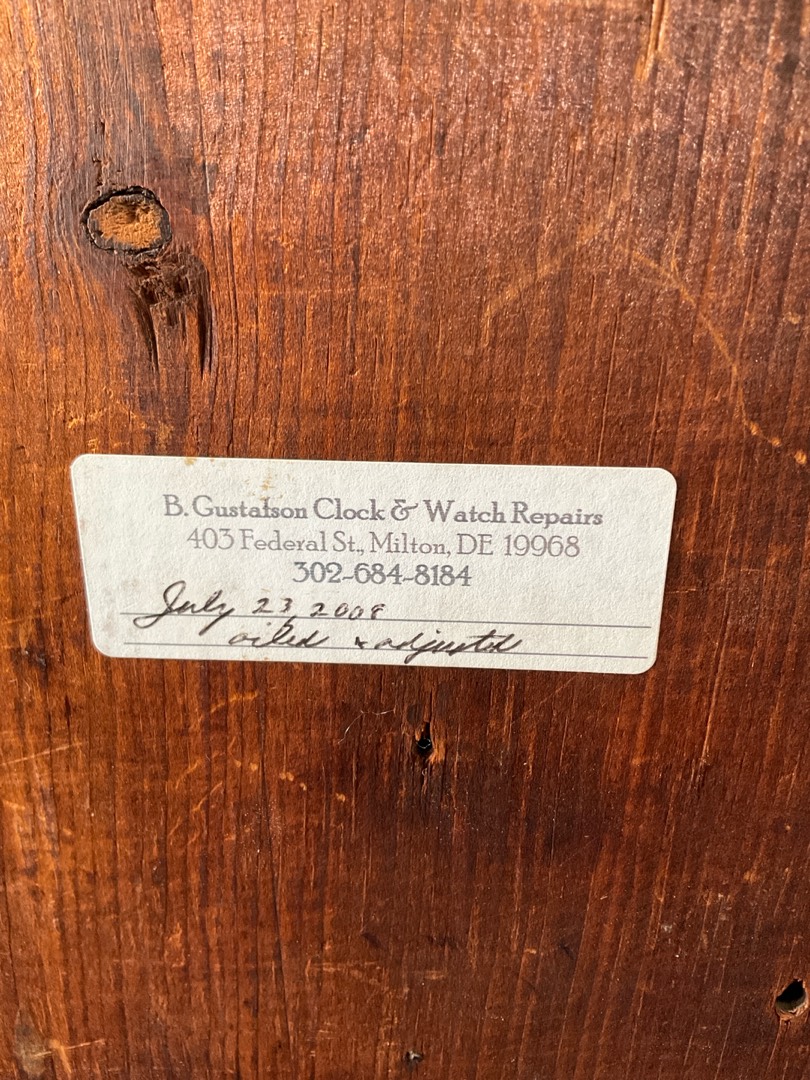 B. Gustafson Clock & Watch Repairs
403 Federal St., Milton, DE 19968
302-684-8184
July 23, 2008
oiled & adjusted